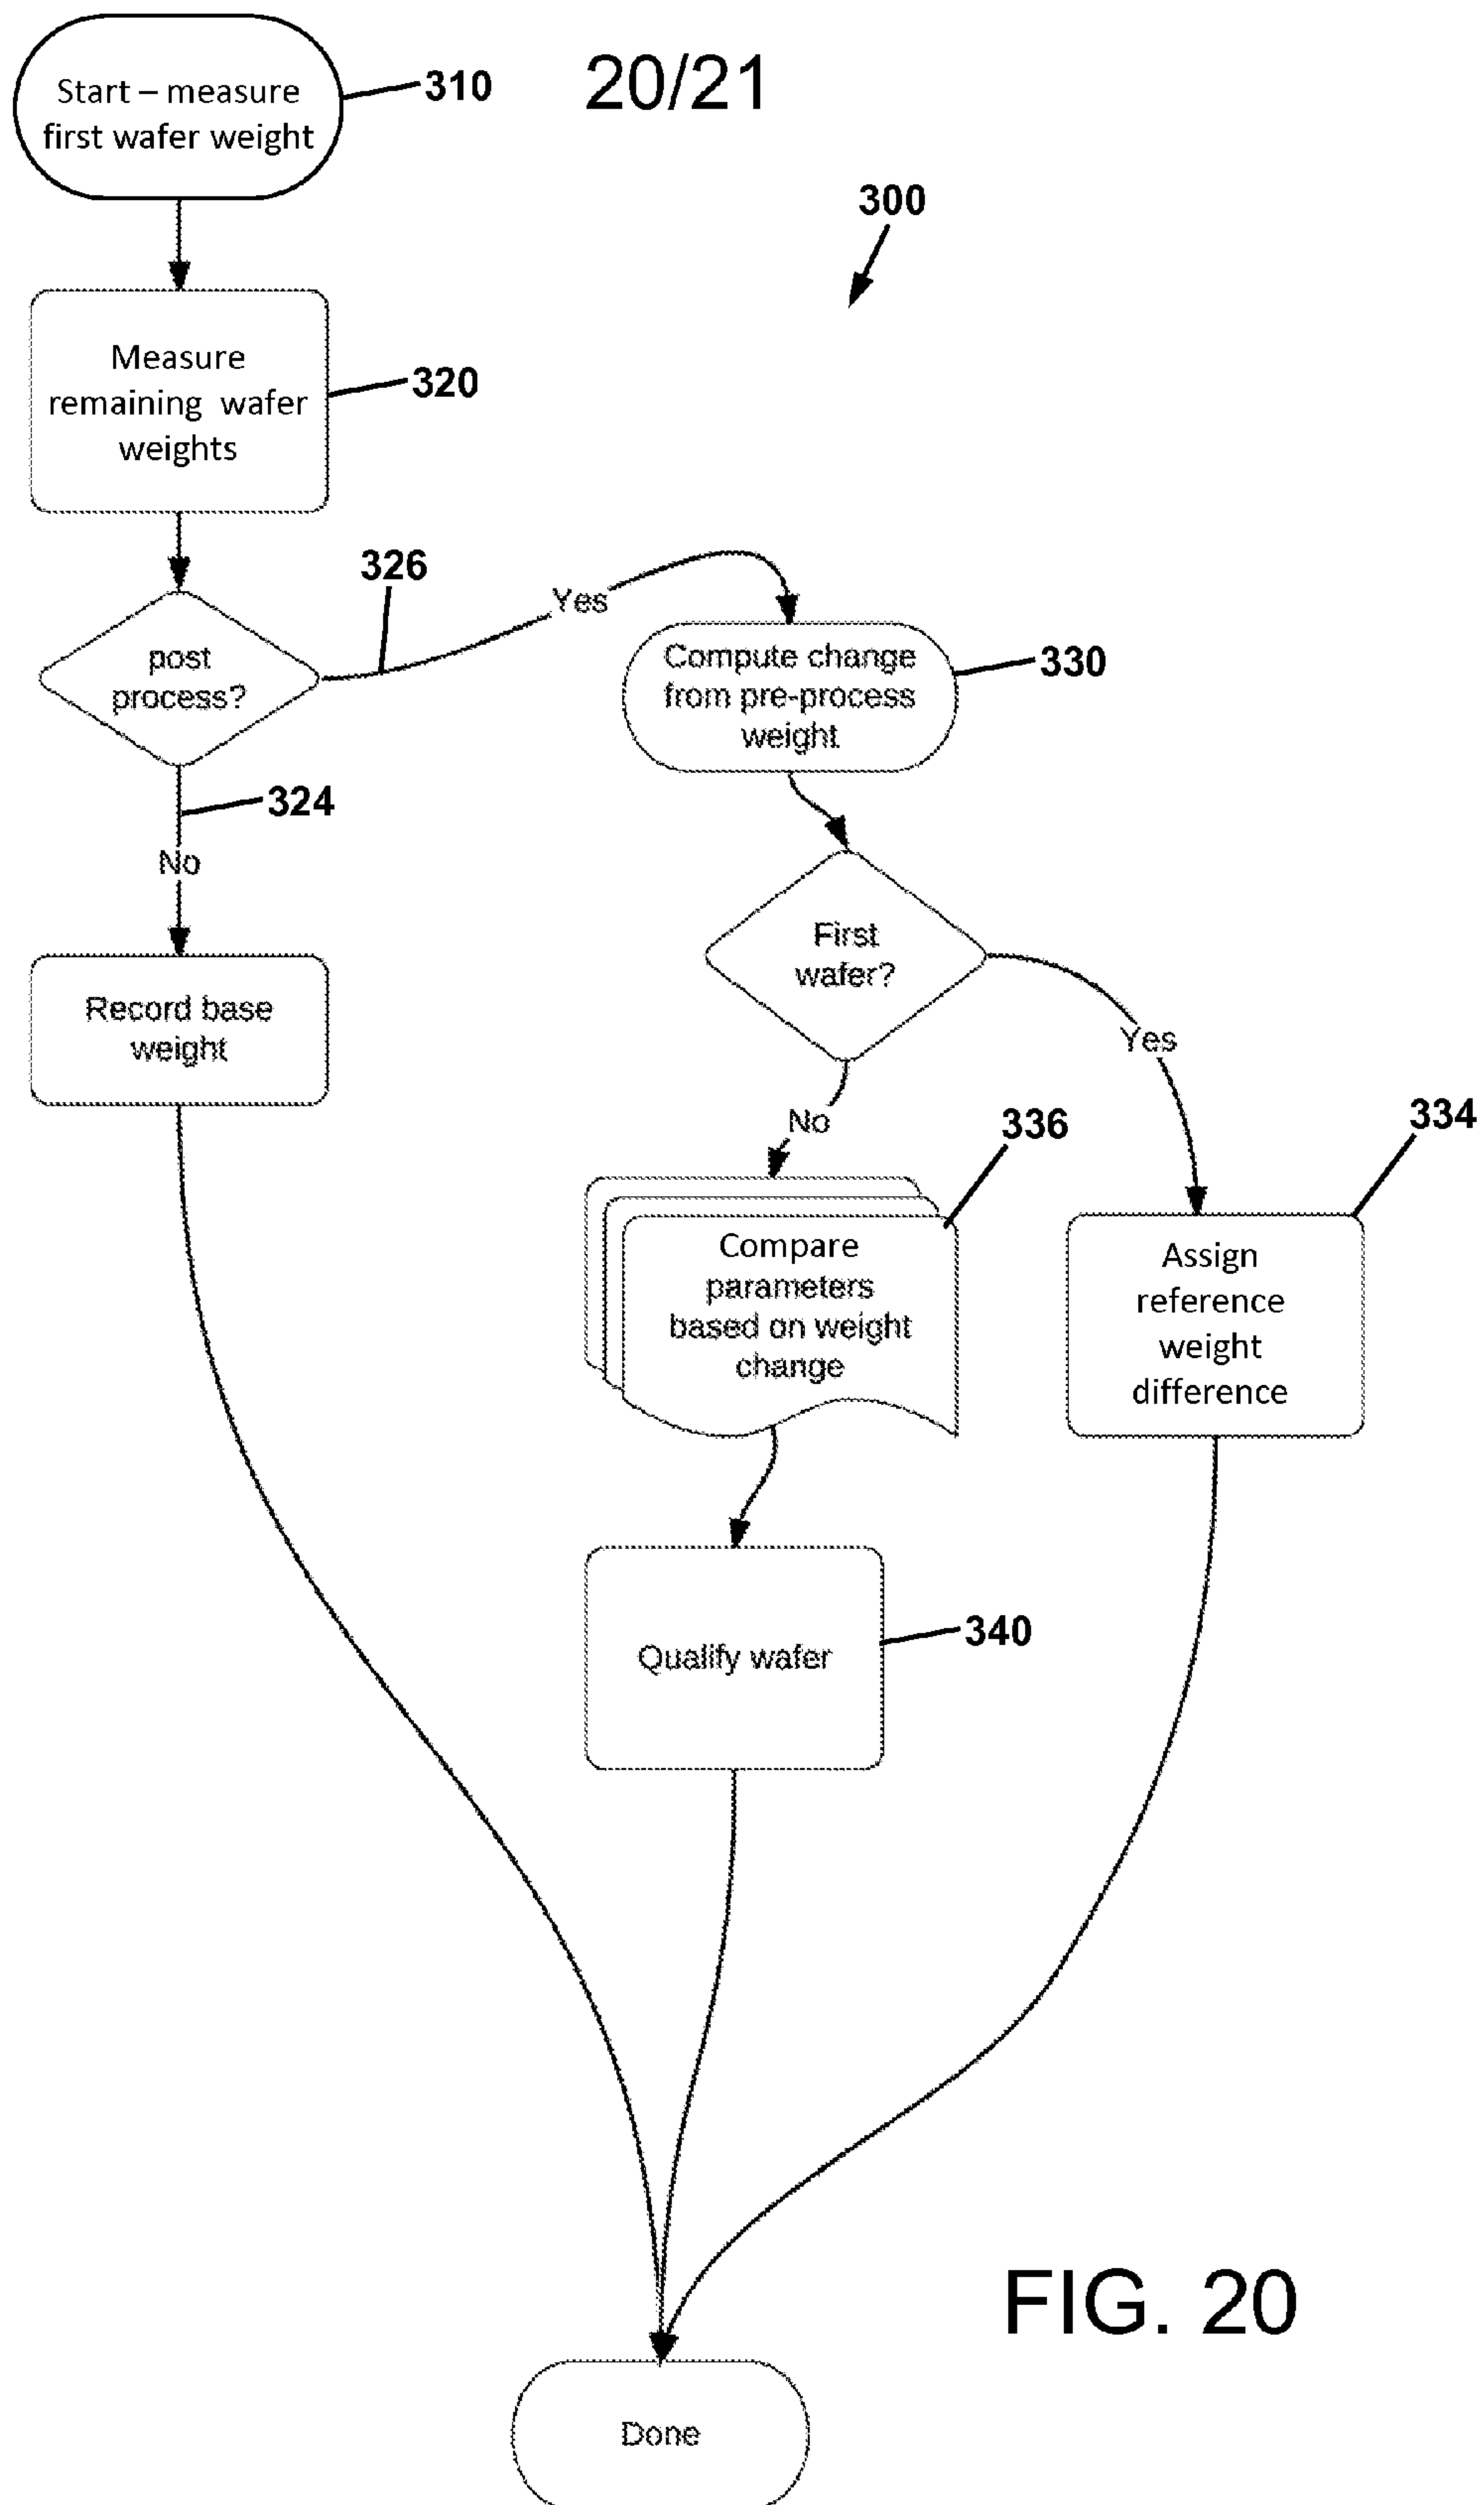 20/21
Start – measure
first wafer weight
310
300
Measure
remaining wafer
weights
320
post
process?
326
Yes
324
No
Record base
weight
Compute change
from pre-process
weight
330
First
wafer?
Yes
No
336
Compare
parameters
based on weight
change
334
Assign
reference
weight
difference
Qualify wafer
340
Done
FIG. 20